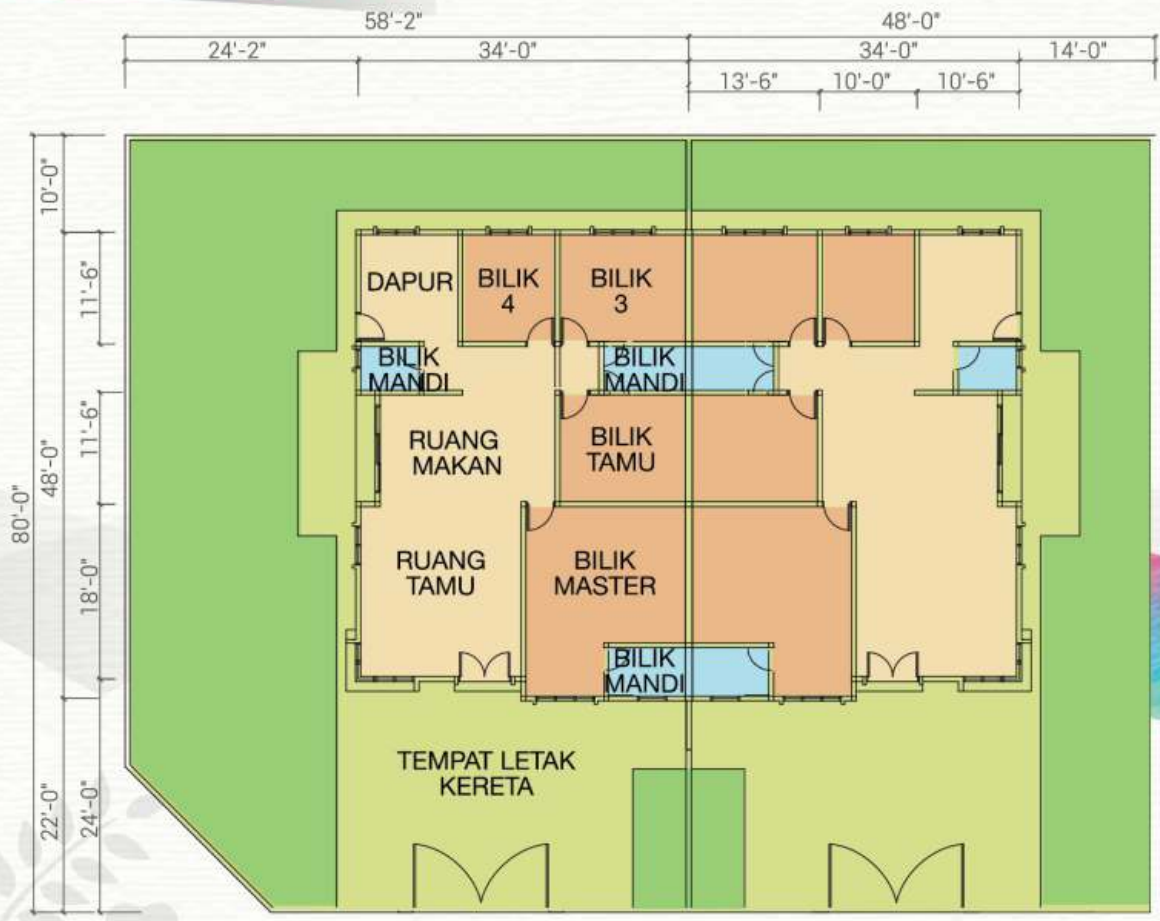 58'-2"
48'-0"
24'-2"
34'-0"
34'-0"
14'-0"
13'-6"
10'-0"
10'-6"
10'-0"
11'-6"
11'-6"
48'-0"
80'-0"
18'-0"
22'-0"
24'-0"
DAPUR
BILIK
4
BILIK
3
BILIK
MANDI
BILIK
MANDI
RUANG
MAKAN
BILIK
TAMU
RUANG
TAMU
BILIK
MASTER
BILIK
MANDI
TEMPAT LETAK
KERETA